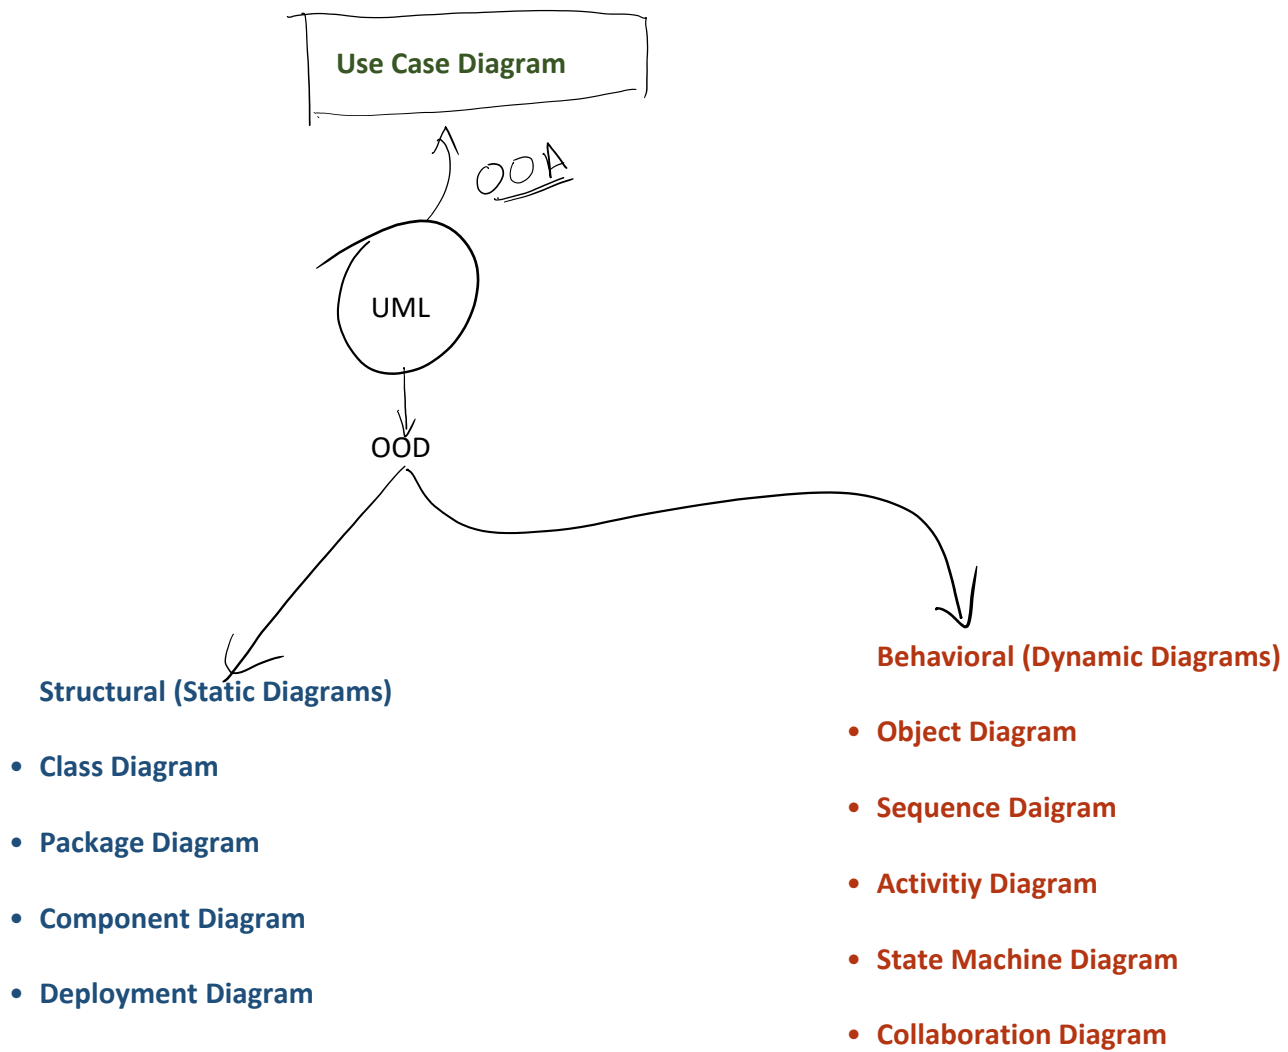 Use Case Diagram
OOA
UML
OOD
Structural (Static Diagrams)
• Class Diagram
• Package Diagram
• Component Diagram
• Deployment Diagram
Behavioral (Dynamic Diagrams)
• Object Diagram
• Sequence Daigram
• Activitiy Diagram
• State Machine Diagram
• Collaboration Diagram